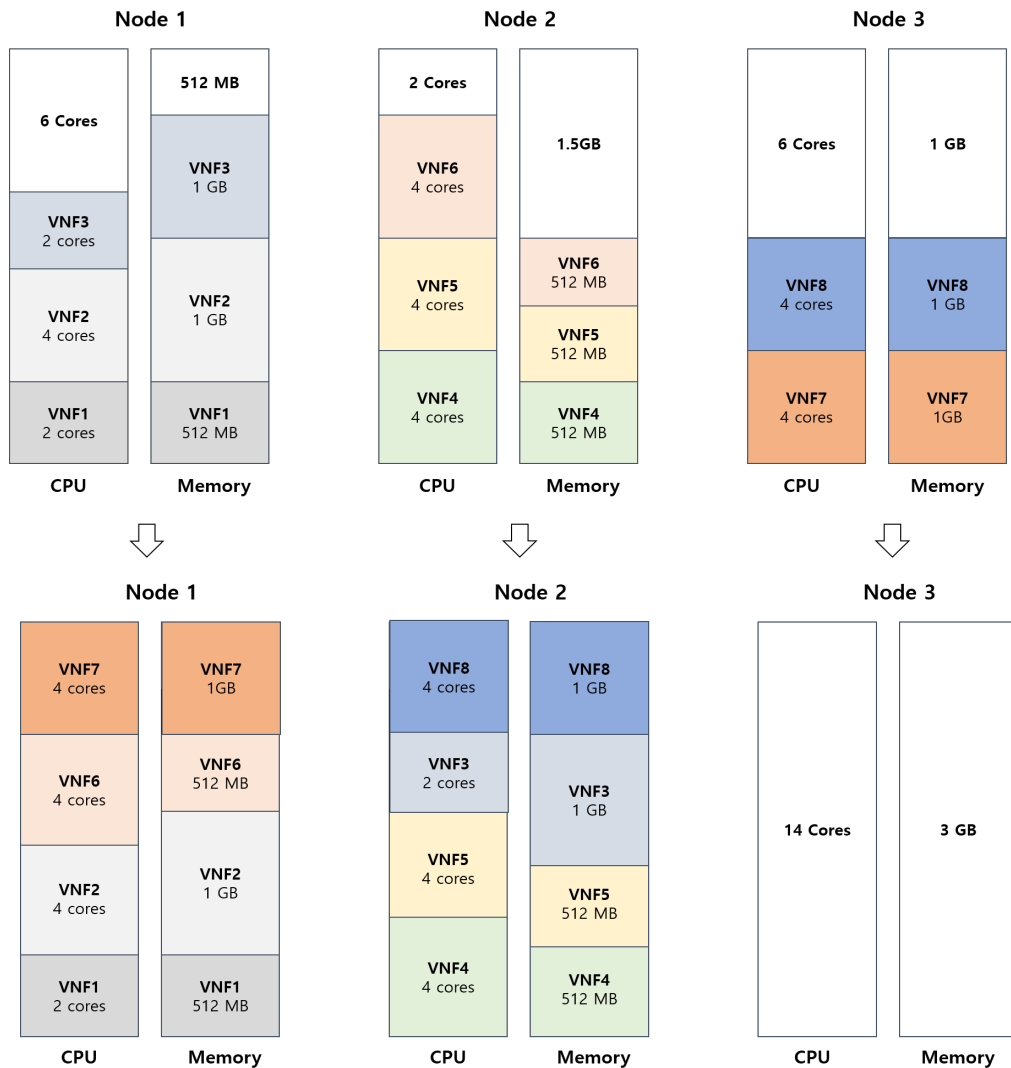 Node 1
6 Cores
VNF3
2 cores
VNF2
4 cores
VNF1
2 cores
CPU
512 MB
VNF3
1 GB
VNF2
1 GB
VNF1
512 MB
Memory
Node 2
2 Cores
VNF6
4 cores
VNF5
4 cores
VNF4
4 cores
CPU
1.5GB
VNF6
512 MB
VNF5
512 MB
VNF4
512 MB
Memory
Node 3
6 Cores
VNF8
4 cores
VNF7
4 cores
CPU
1 GB
VNF8
1 GB
VNF7
1GB
Memory
Node 1
VNF7
4 cores
VNF6
4 cores
VNF2
4 cores
VNF1
2 cores
CPU
VNF7
1GB
VNF6
512 MB
VNF2
1 GB
VNF1
512 MB
Memory
Node 2
VNF8
4 cores
VNF3
2 cores
VNF5
4 cores
VNF4
4 cores
CPU
VNF8
1 GB
VNF3
1 GB
VNF5
512 MB
VNF4
512 MB
Memory
Node 3
14 Cores
CPU
3 GB
Memory